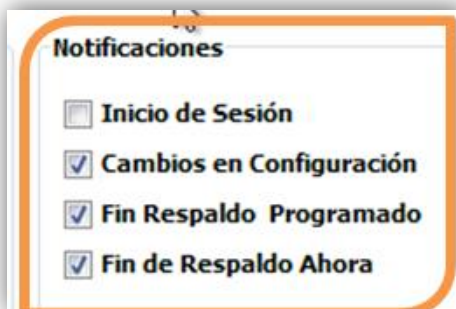 Notificaciones
Inicio de Sesión
Cambios en Configuración
Fin Respaldo Programado
Fin de Respaldo Ahora